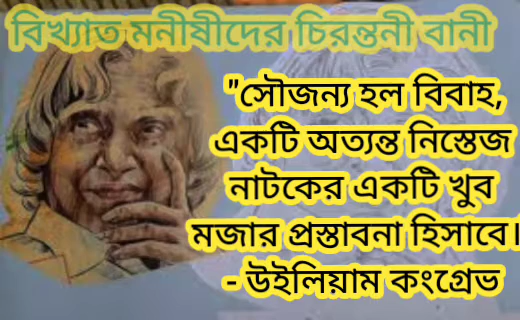 বিখ্যাত মনীষীদের চিরন্তনী বানী
"সৌজন্য হল বিবাহ,
একটি অত্যন্ত নিস্তেজ
নাটকের একটি খুব
মজার প্রস্তাবনা হিসাবে।
- উইলিয়াম কংগ্রেভ